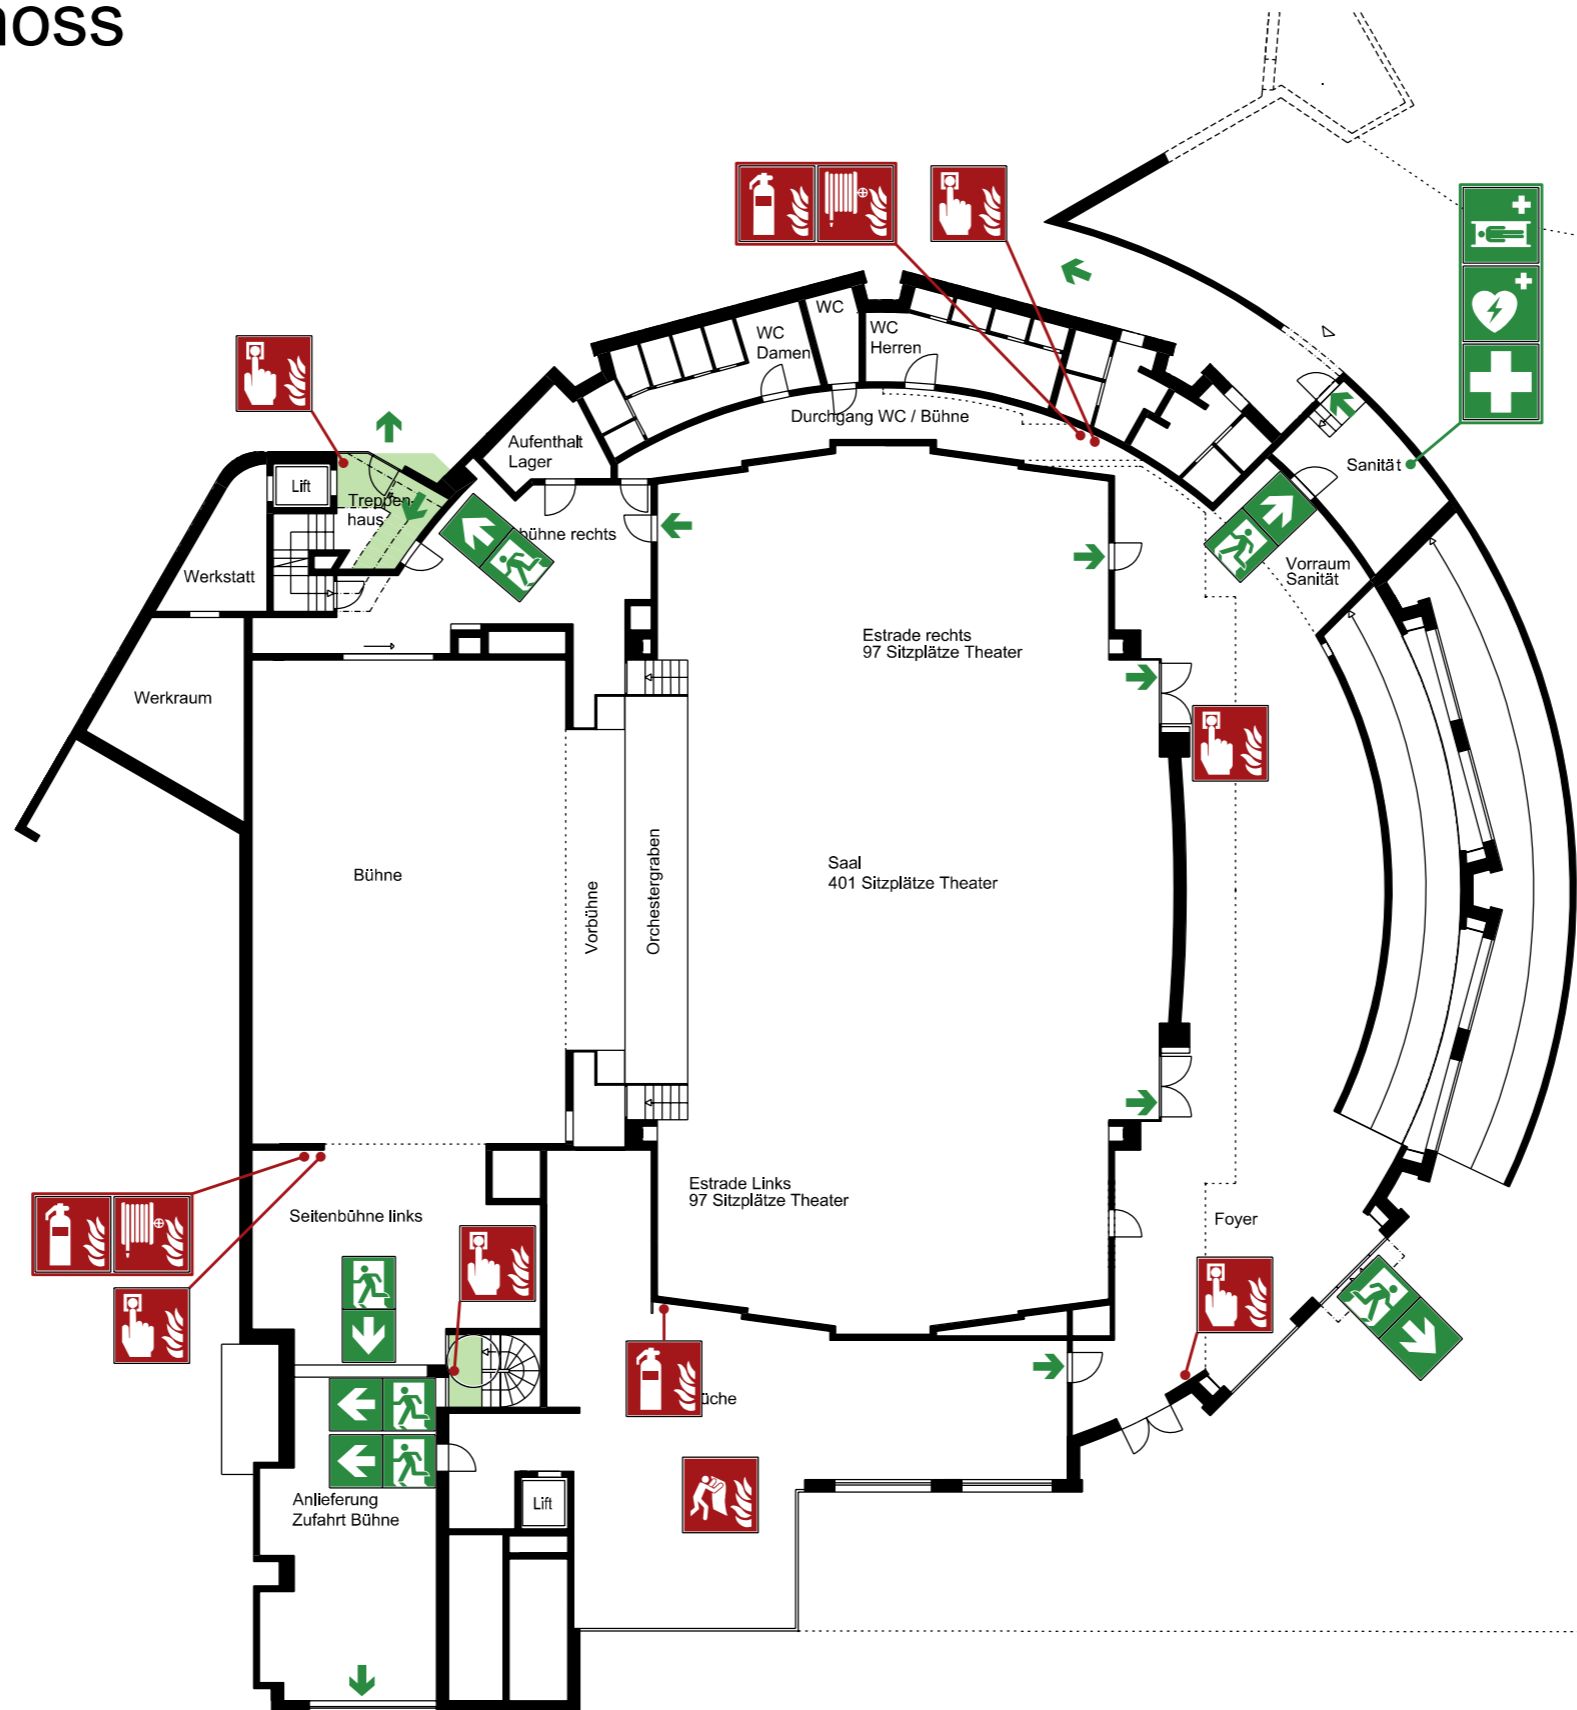 noss
WC
WC
Damen
WC
Herren
Durchgang WC / Bühne
Aufenthalt
Lager
Lift
Treppen-
haus
bühne rechts
Werkstatt
Sanität
Vorraum
Sanität
Werkraum
Estrade rechts
97 Sitzplätze Theater
Bühne
Vorbühne
Orchestergraben
Saal
401 Sitzplätze Theater
Estrade Links
97 Sitzplätze Theater
Seitenbühne links
Foyer
üche
Anlieferung
Zufahrt Bühne
Lift